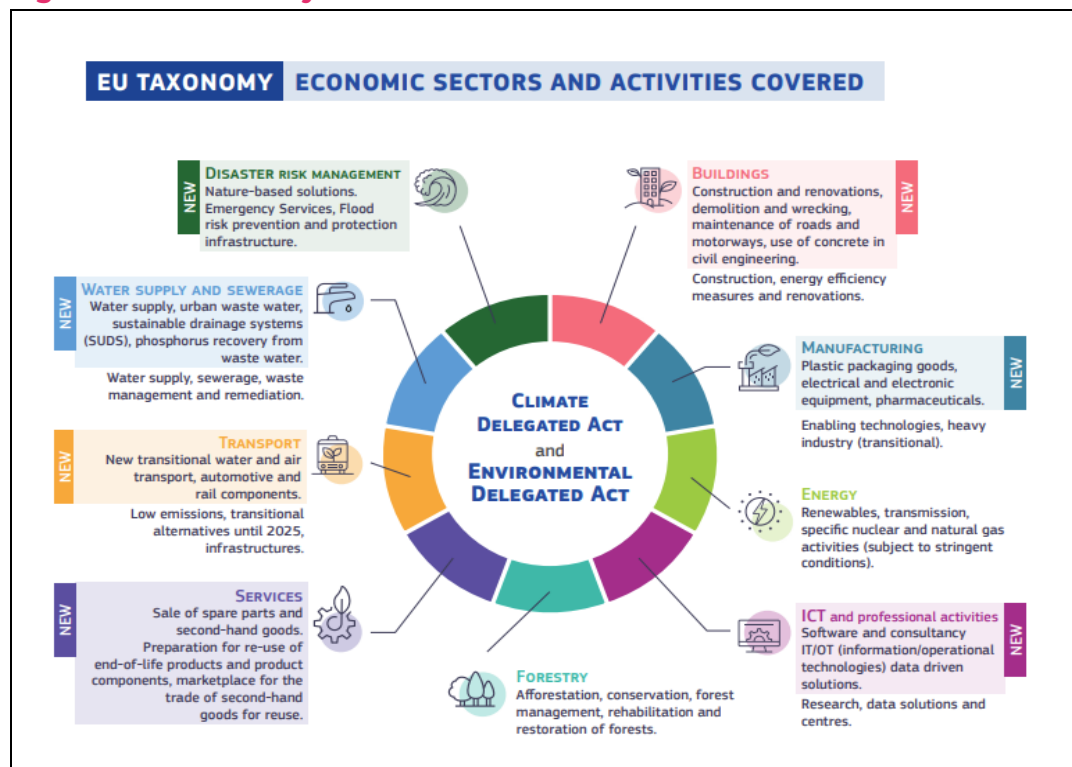 EU TAXONOMY ECONOMIC SECTORS AND ACTIVITIES COVERED
NEW
DISASTER RISK MANAGEMENT
Nature-based solutions.
Emergency Services, Flood
risk prevention and protection
infrastructure.
BUILDINGS
Construction and renovations,
demolition and wrecking,
maintenance of roads and
motorways, use of concrete in
civil engineering.
NEW
Construction, energy efficiency
measures and renovations.
NEW
WATER SUPPLY AND SEWERAGE
Water supply, urban waste water,
sustainable drainage systems
(SUDS), phosphorus recovery from
waste water.
Water supply, sewerage, waste
management and remediation.
MANUFACTURING
Plastic packaging goods,
electrical and electronic
equipment, pharmaceuticals.
NEW
Enabling technologies, heavy
industry (transitional).
CLIMATE
DELEGATED ACT
and
ENVIRONMENTAL
DELEGATED ACT
NEW
TRANSPORT
New transitional water and air
transport, automotive and
rail components.
Low emissions, transitional
alternatives until 2025,
infrastructures.
ENERGY
Renewables, transmission,
specific nuclear and natural gas
activities (subject to stringent
conditions).
NEW
SERVICES
Sale of spare parts and
second-hand goods.
Preparation for re-use of
end-of-life products and product
components, marketplace for the
trade of second-hand
goods for reuse.
ICT and professional activities
Software and consultancy
IT/OT (information/operational
technologies) data driven
solutions.
NEW
Research, data solutions and
centres.
FORESTRY
Afforestation, conservation, forest
management, rehabilitation and
restoration of forests.